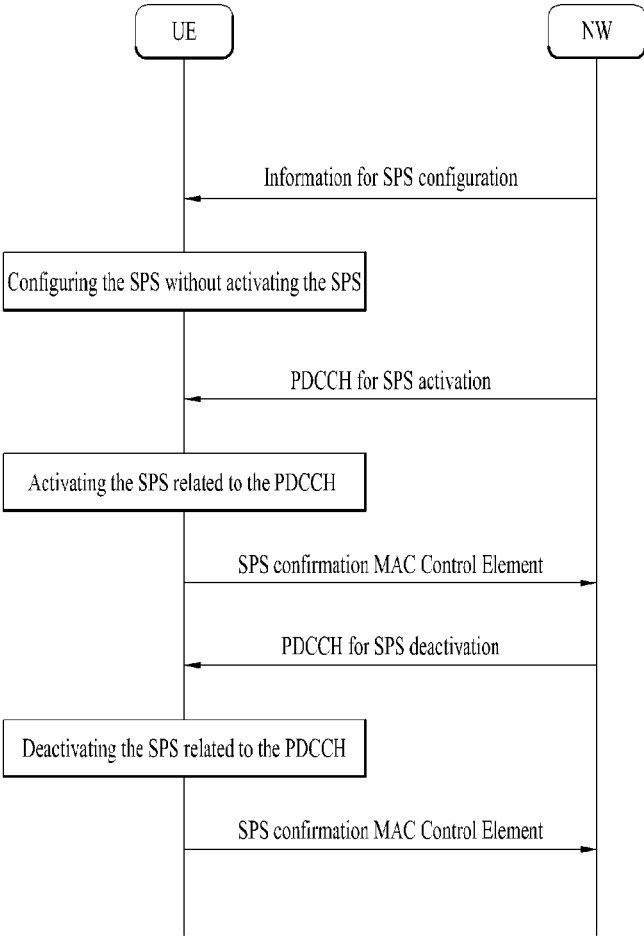 UE
NW
Information for SPS configuration
Configuring the SPS without activating the SPS
PDCCH for SPS activation
Activating the SPS related to the PDCCH
SPS confirmation MAC Control Element
PDCCH for SPS deactivation
Deactivating the SPS related to the PDCCH
SPS confirmation MAC Control Element